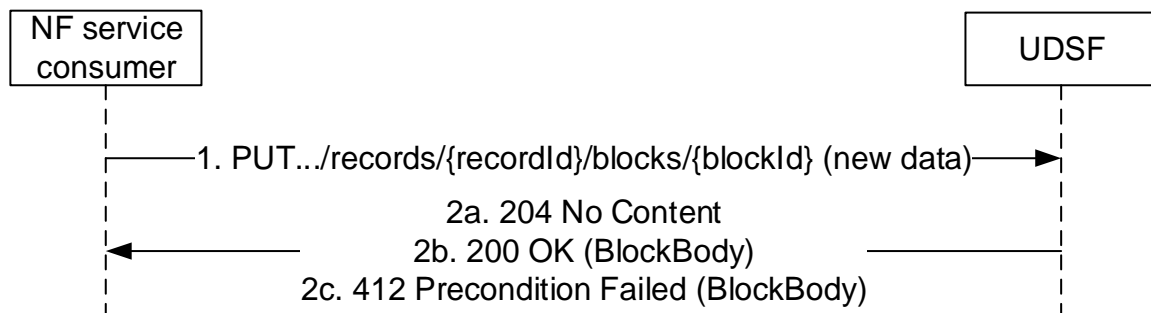 NF service
consumer
UDSF
1. PUT.../records/{recordId}/blocks/{blockId} (new data)
2a. 204 No Content
2b. 200 OK (BlockBody)
2c. 412 Precondition Failed (BlockBody)